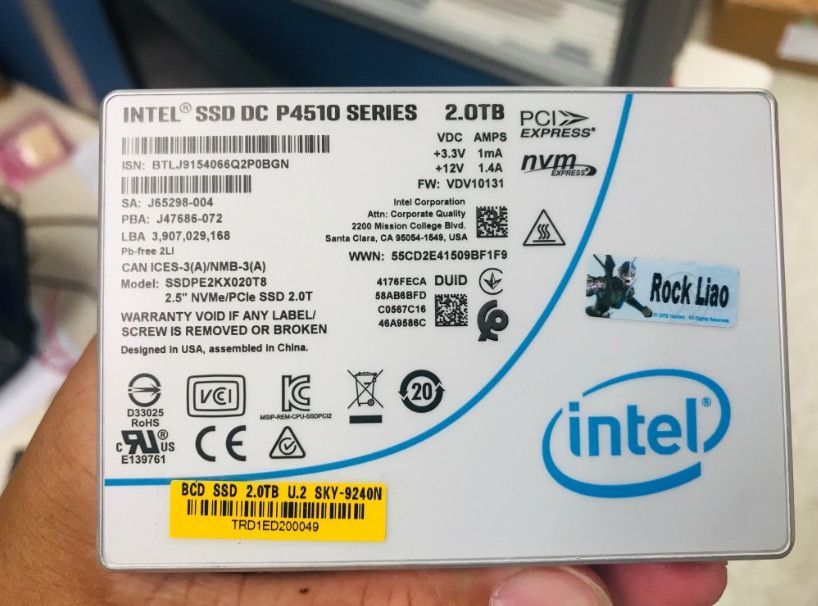 INTEL® SSD DC P4510 SERIES 2.0TB
PCI EXPRESS®
nvm EXPRESS
VDC AMPS
+3.3V 1mA
+12V 1.4A
FW: VDV10131
ISN: BTLJ9154066Q2P0BGN
SA: J65298-004
PBA: J47686-072
LBA 3,907,029,168
Pb-free 2LI
Intel Corporation
Attn: Corporate Quality
2200 Mission College Blvd.
Santa Clara, CA 95054-1549, USA
WWN: 55CD2E41509BF1F9
CAN ICES-3(A)/NMB-3(A)
Model: SSDPE2KX020T8
2.5" NVMe/PCIe SSD 2.0T
WARRANTY VOID IF ANY LABEL/
SCREW IS REMOVED OR BROKEN
Designed in USA, assembled in China.
4176FECA DUID
58AB6BFD
C0567C16
46A9586C
Rock Liao
D33025
RoHS
VCI
MSIP-REM-CPU-SSDPCI2
20
c RU ® US
E139761
CE
intel®
BCD SSD 2.0TB U.2 SKY-9240N
TRD1ED200049